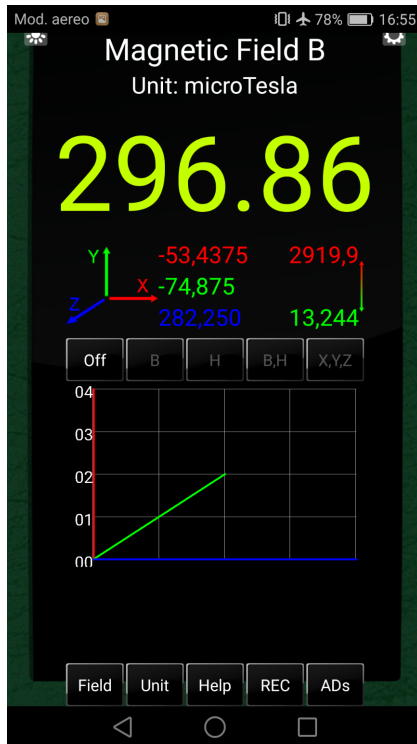 Mod. aereo 78% 16:55
Magnetic Field B
Unit: microTesla
296.86
Y -53,4375 2919,9
X -74,875
Z 282,250 13,244
Off B H B,H X,Y,Z
04
03
02
01
00
Field Unit Help REC ADs